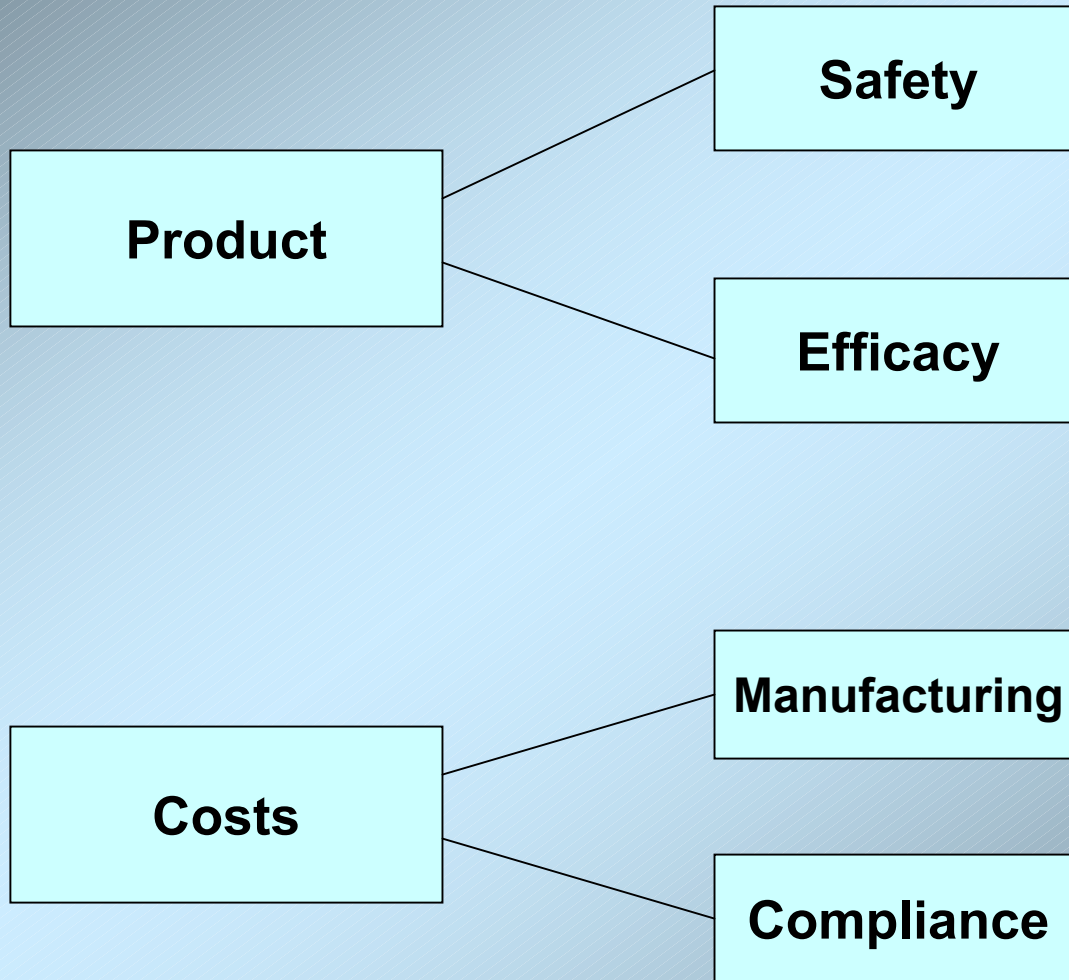 Product
Safety
Efficacy
Costs
Manufacturing
Compliance